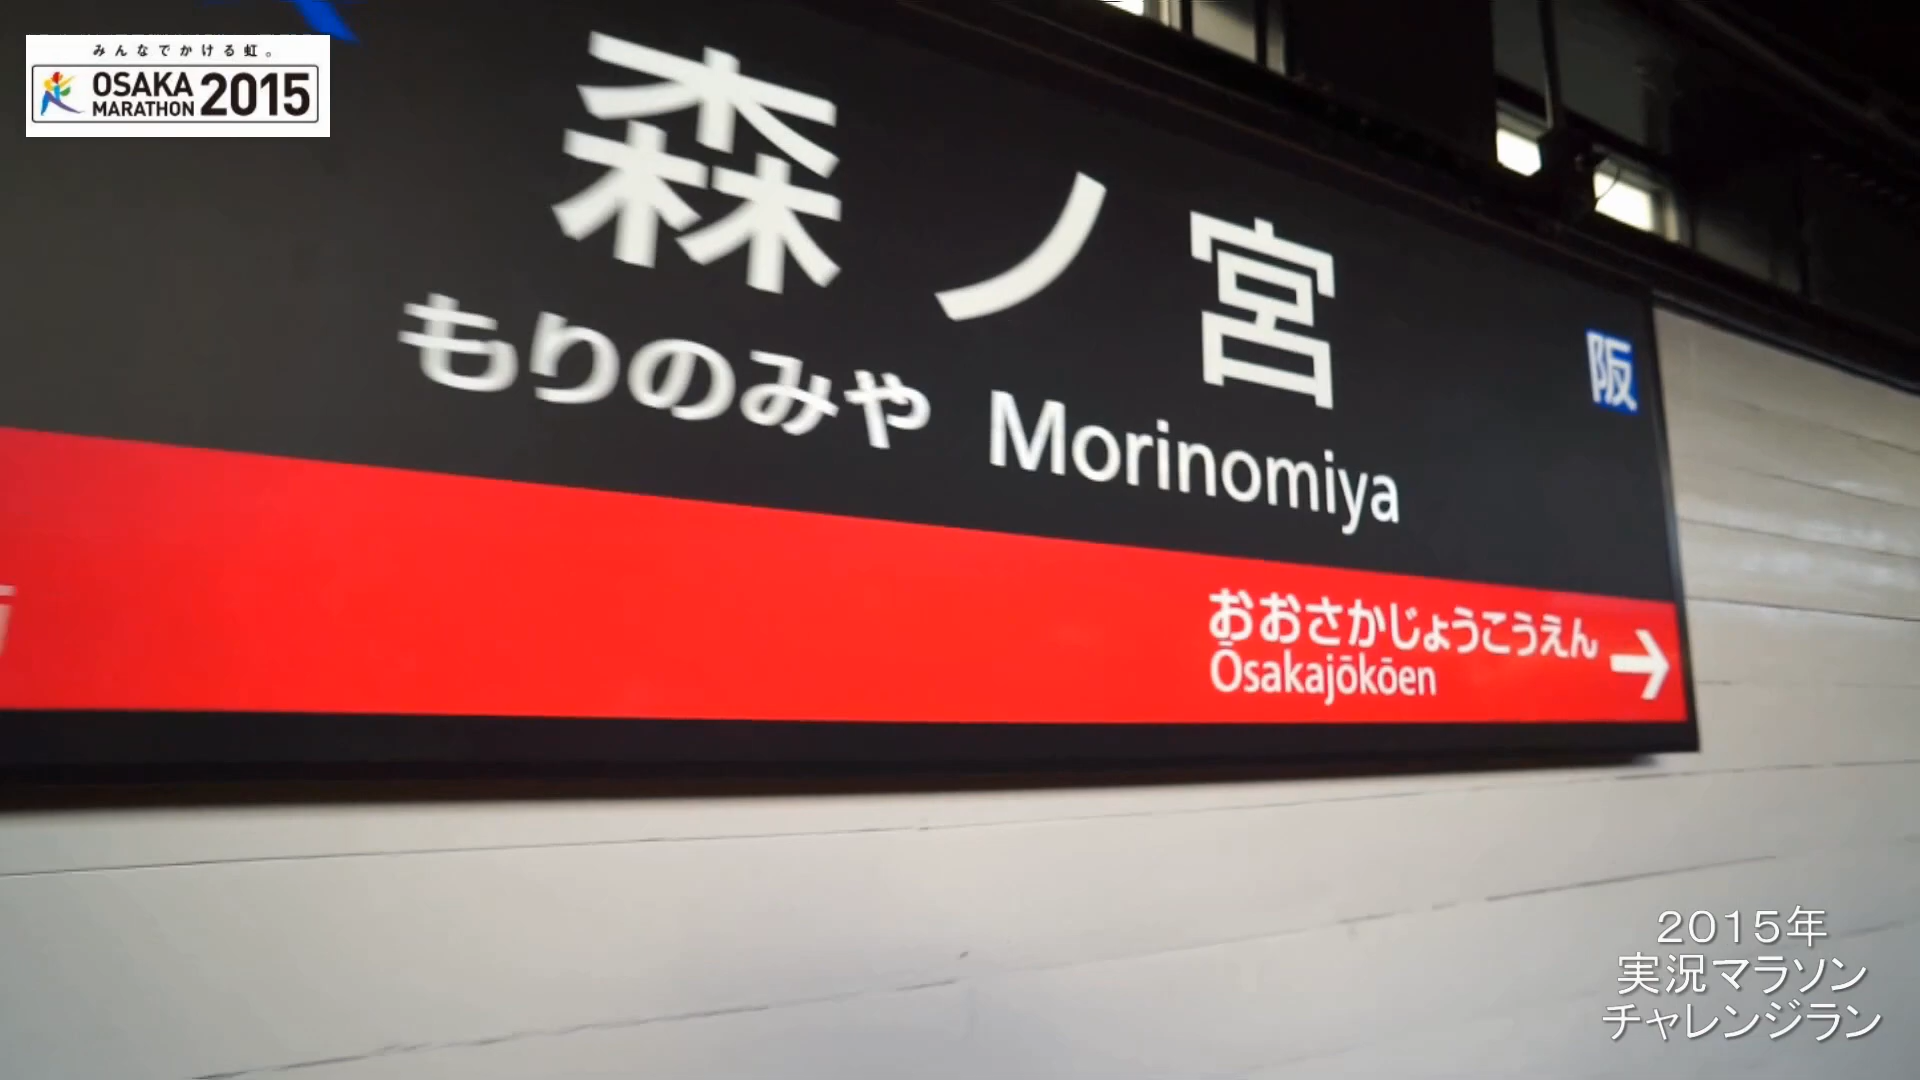 みんなでかける虹。
OSAKA
MARATHON 2015
森ノ宮
もりのみや Morinomiya
阪
おおさかじょうこうえん
Ōsakajōkōen
2015年
実況マラソン
チャレンジラン